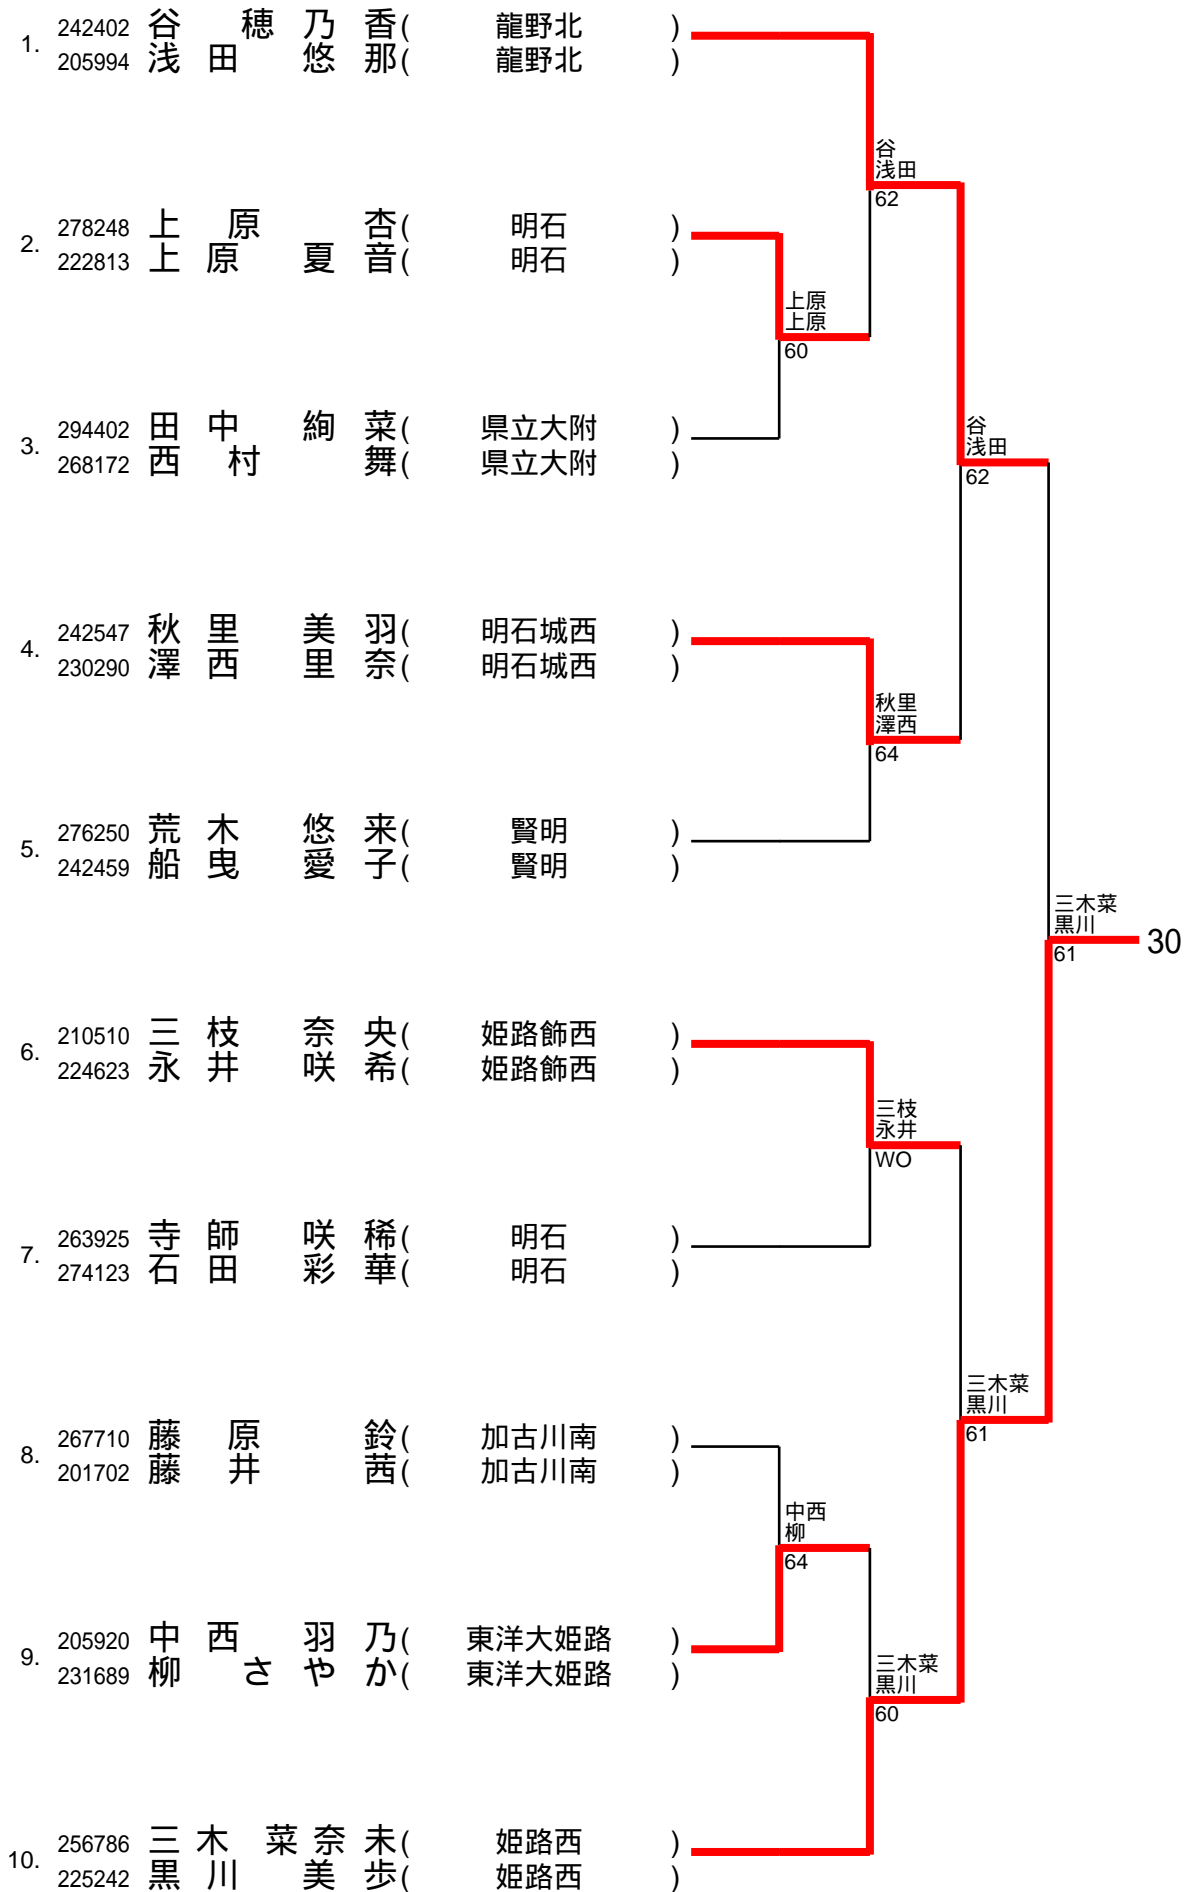 1. 242402 谷 穂乃香( 龍野北 )
205994 浅田 悠那( 龍野北 )
谷
浅田
62
2. 278248 上原 杏( 明石 )
222813 上原 夏音( 明石 )
上原
上原
60
3. 294402 田中 絢菜( 県立大附 )
268172 西村 舞( 県立大附 )
谷
浅田
62
4. 242547 秋里 美羽( 明石城西 )
230290 澤西 里奈( 明石城西 )
秋里
澤西
64
5. 276250 荒木 悠来( 賢明 )
242459 船曳 愛子( 賢明 )
三木菜
黒川
61
30
6. 210510 三枝 奈央( 姫路飾西 )
224623 永井 咲希( 姫路飾西 )
三枝
永井
WO
7. 263925 寺師 咲稀( 明石 )
274123 石田 彩華( 明石 )
三木菜
黒川
61
8. 267710 藤原 鈴( 加古川南 )
201702 藤井 茜( 加古川南 )
中西
柳
64
9. 205920 中西 羽乃( 東洋大姫路 )
231689 柳 さやか( 東洋大姫路 )
三木菜
黒川
60
10. 256786 三木 菜奈未( 姫路西 )
225242 黒川 美歩( 姫路西 )